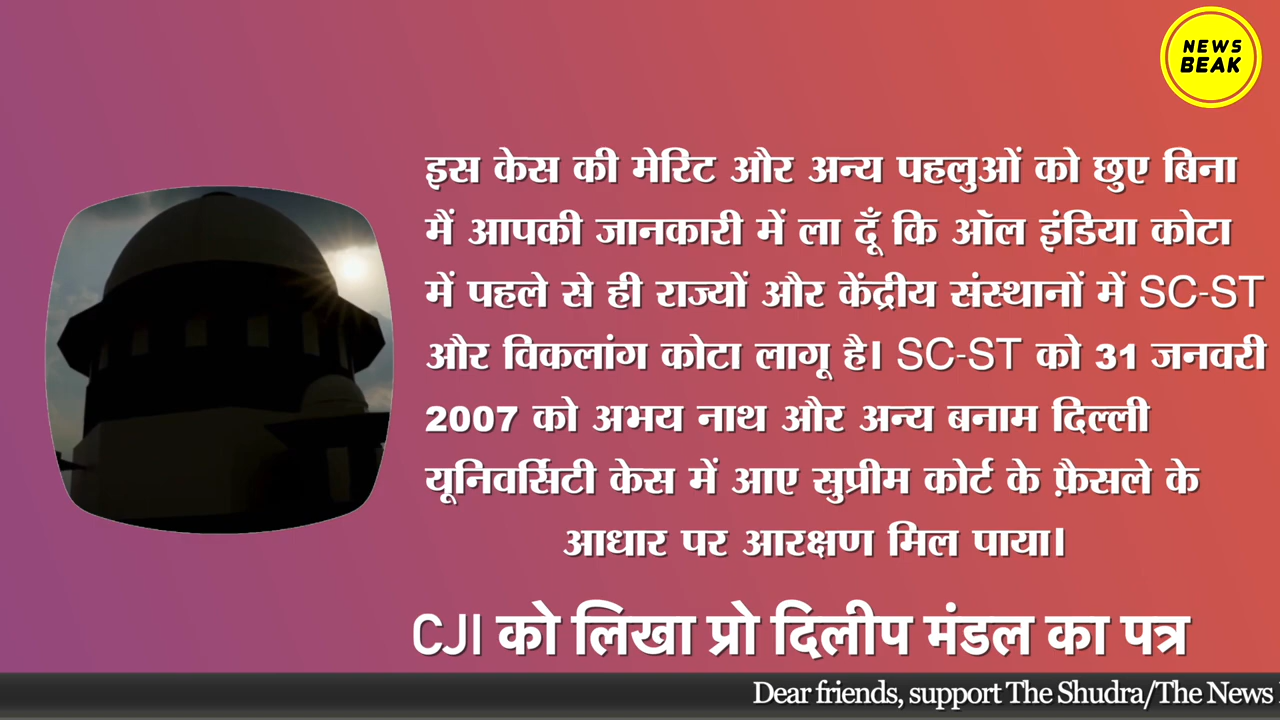 NEWS
BEAK
इस केस की मेरिट और अन्य पहलुओं को छुए बिना
मैं आपकी जानकारी में ला दूँ कि ऑल इंडिया कोटा
में पहले से ही राज्यों और केंद्रीय संस्थानों में SC-ST
और विकलांग कोटा लागू है। SC-ST को 31 जनवरी
2007 को अभय नाथ और अन्य बनाम दिल्ली
यूनिवर्सिटी केस में आए सुप्रीम कोर्ट के फ़ैसले के
आधार पर आरक्षण मिल पाया।
CJI को लिखा प्रो दिलीप मंडल का पत्र
Dear friends, support The Shudra/The News